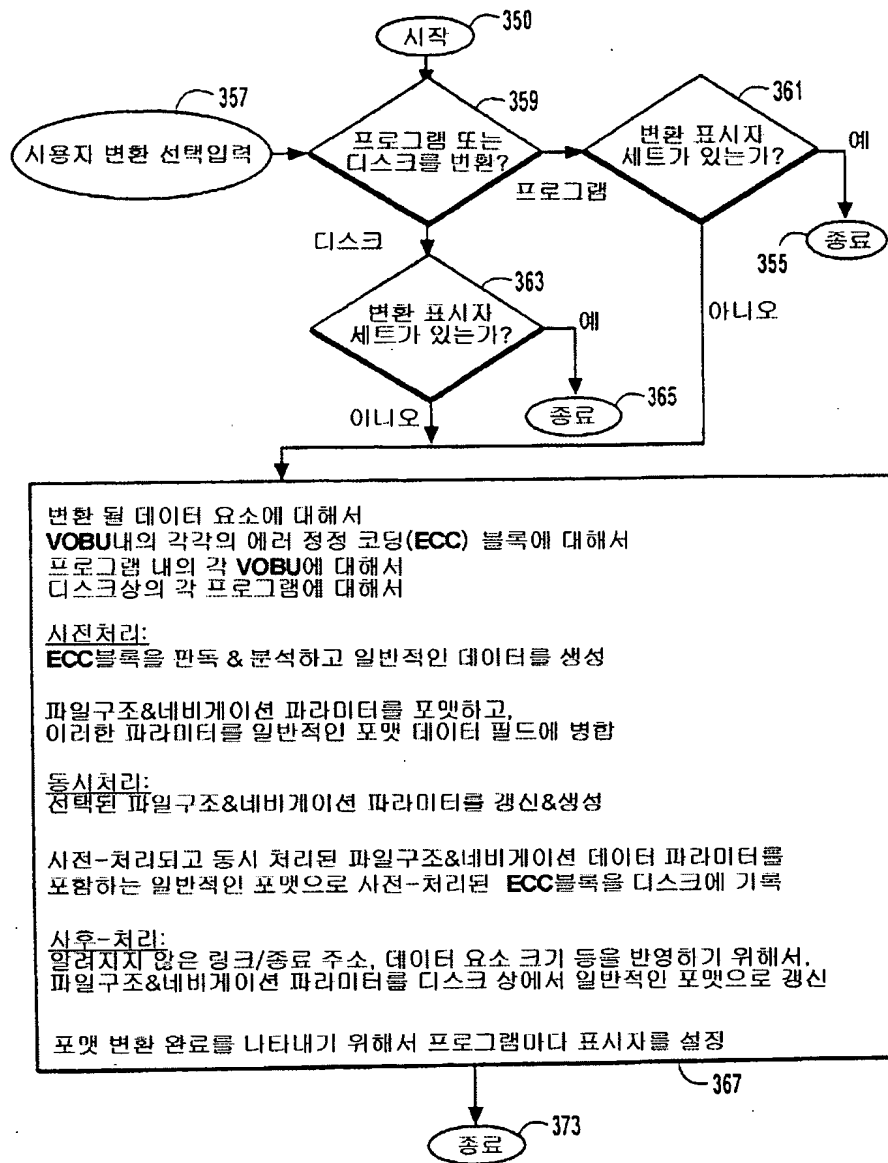 350
시작
357
사용자 변환 선택입력
359
프로그램 또는
디스크를 변환?
프로그램
361
변환 표시자
세트가 있는가?
예
355
종료
디스크
363
변환 표시자
세트가 있는가?
예
365
종료
아니오
이니오
변환 될 데이터 요소에 대해서
VOBU내의 각각의 에러 정정 코딩(ECC) 블록에 대해서
프로그램 내의 각 VOBU에 대해서
디스크상의 각 프로그램에 대해서
사전처리:
ECC블록을 판독 & 분석하고 일반적인 데이터를 생성
파일구조&네비게이션 파라미터를 포맷하고,
이러한 파라미터를 일반적인 포맷 데이터 필드에 병합
동시처리:
선택된 파일구조&네비게이션 파라미터를 갱신&생성
사전-처리되고 동시 처리된 파일구조&네비게이션 데이터 파라미터를
포함하는 일반적인 포맷으로 사전-처리된 ECC블록을 디스크에 기록
사후-처리:
알려지지 않은 링크/종료 주소, 데이터 요소 크기 등을 반영하기 위해서,
파일구조&네비게이션 파라미터를 디스크 상에서 일반적인 포맷으로 갱신
포맷 변환 완료를 나타내기 위해서 프로그램마다 표시자를 설정
367
373
종료